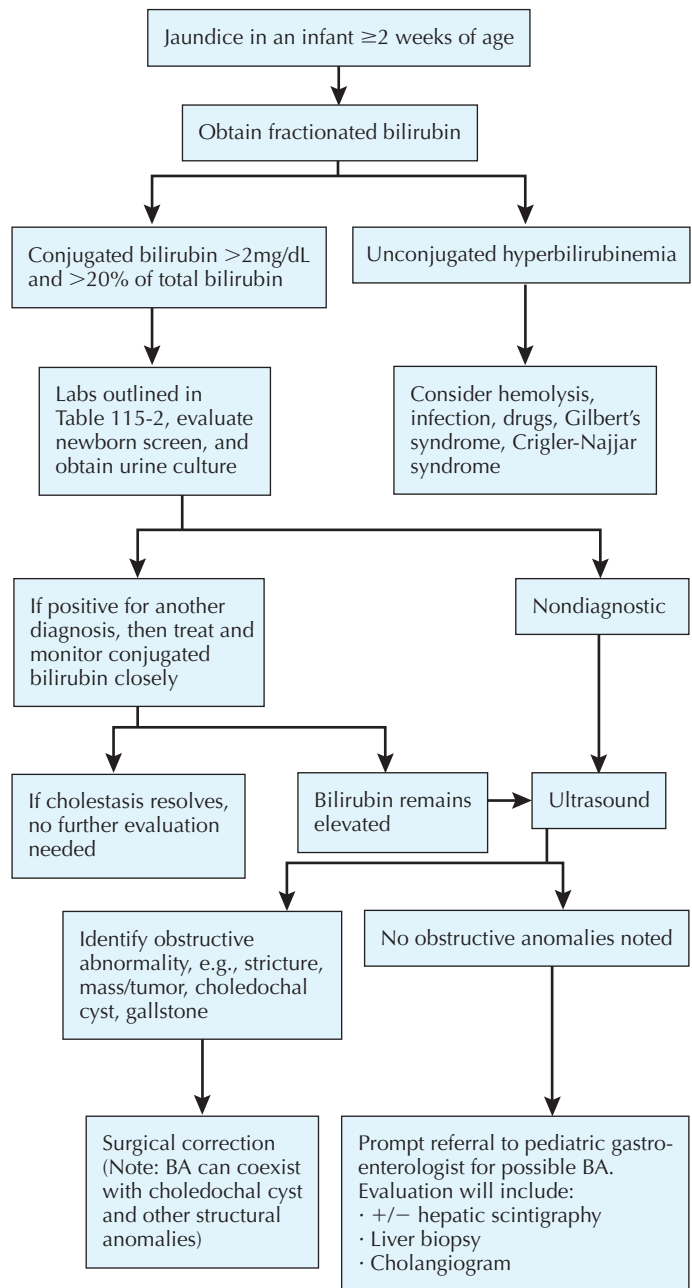 Jaundice in an infant ≥2 weeks of age
Obtain fractionated bilirubin
Conjugated bilirubin >2mg/dL
and >20% of total bilirubin
Unconjugated hyperbilirubinemia
Labs outlined in
Table 115-2, evaluate
newborn screen, and
obtain urine culture
Consider hemolysis,
infection, drugs, Gilbert's
syndrome, Crigler-Najjar
syndrome
If positive for another
diagnosis, then treat and
monitor conjugated
bilirubin closely
Nondiagnostic
If cholestasis resolves,
no further evaluation
needed
Bilirubin remains
elevated
Ultrasound
Identify obstructive
abnormality, e.g., stricture,
mass/tumor, choledochal
cyst, gallstone
No obstructive anomalies noted
Surgical correction
(Note: BA can coexist
with choledochal cyst
and other structural
anomalies)
Prompt referral to pediatric gastro-
enterologist for possible BA.
Evaluation will include:
· +/− hepatic scintigraphy
· Liver biopsy
· Cholangiogram